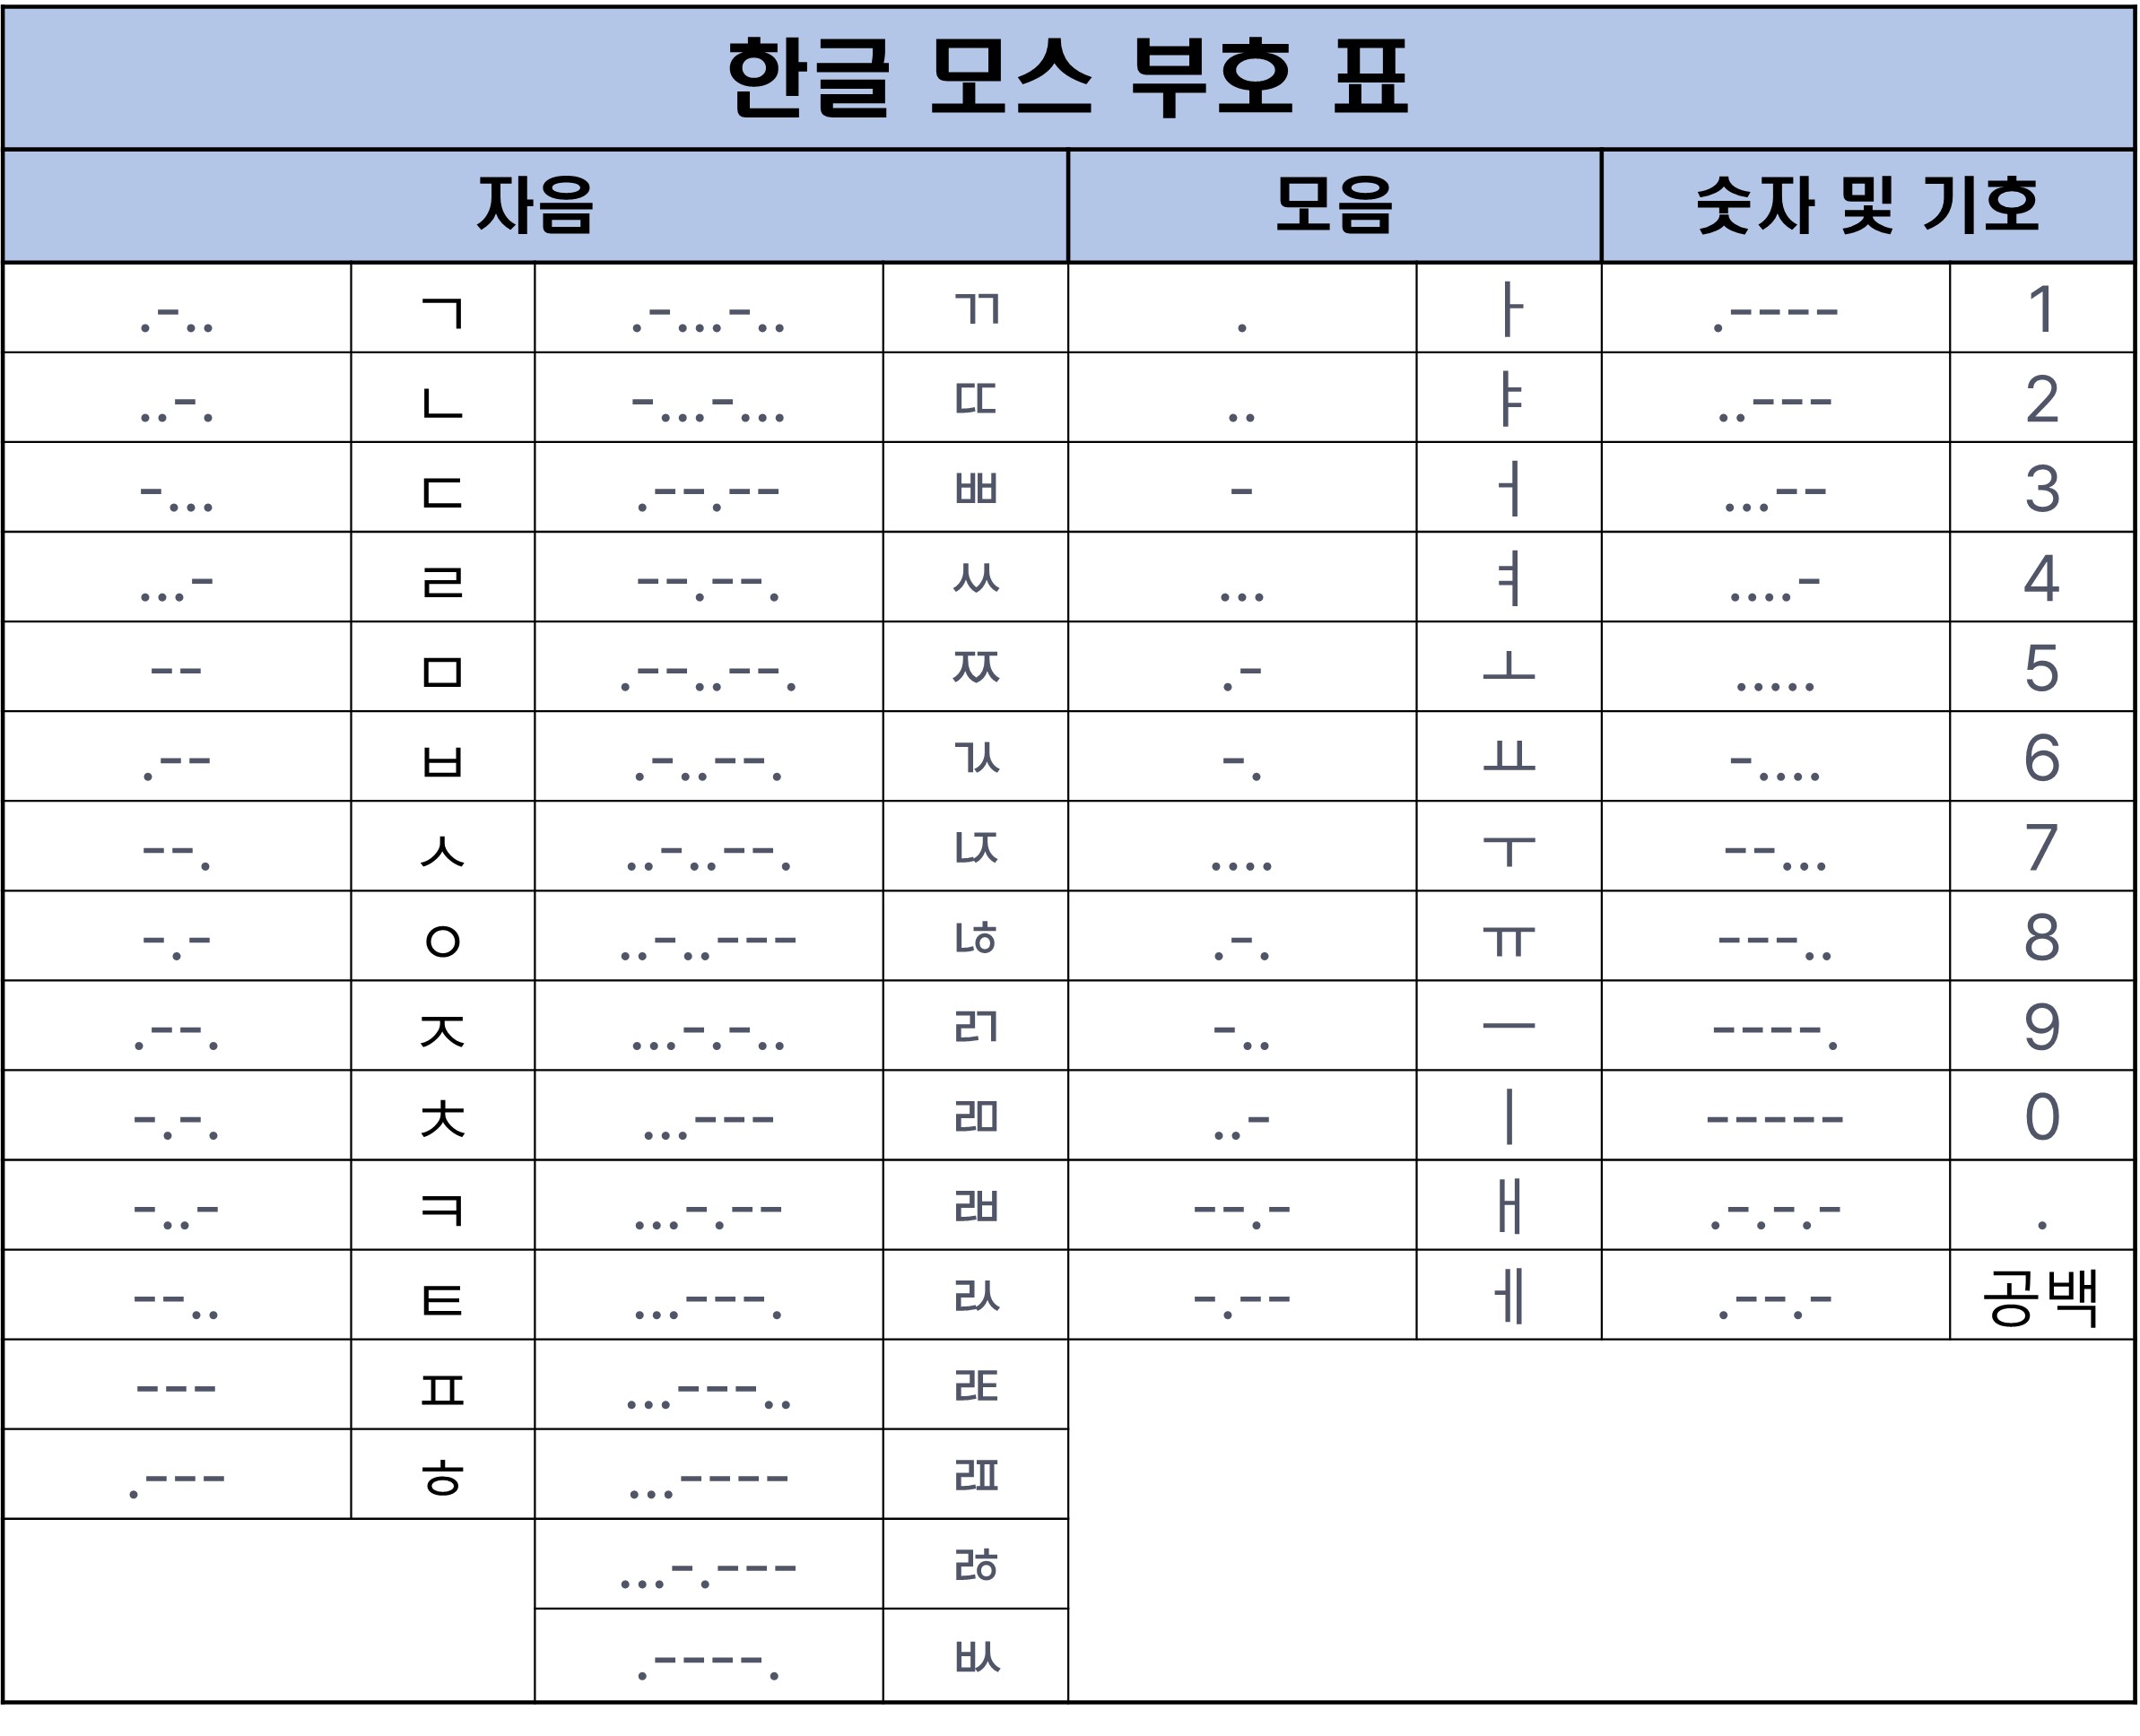 한글 모스 부호 표
자음 모음 숫자 및 기호
.-.. ㄱ .-...-.. ㄲ . ㅏ .---- 1
..-. ㄴ -...-... ㄸ .. ㅑ ..--- 2
-... ㄷ .--.-- ㅃ - ㅓ ...-- 3
...- ㄹ --.--. ㅆ ... ㅕ ....- 4
-- ㅁ .--..--. ㅉ .- ㅗ ..... 5
.-- ㅂ .-..--. ㄳ -. ㅛ -.... 6
--. ㅅ ..-..--. ㄵ .... ㅜ --... 7
-.- ㅇ ..-..--- ㄶ .-. ㅠ ---.. 8
.--. ㅈ ...-.-.. ㄺ -.. ㅡ ----. 9
-.-. ㅊ ...--- ㄻ ..- ㅣ ----- 0
-..- ㅋ ...-.-- ㄼ --.- ㅐ .-.-.- .
--.. ㅌ ...---. ㄽ -.-- ㅔ .--.- 공백
--- ㅍ ...---.. ㄾ
.--- ㅎ ...---- ㄿ
...-.--- ㅀ
.----. ㅄ